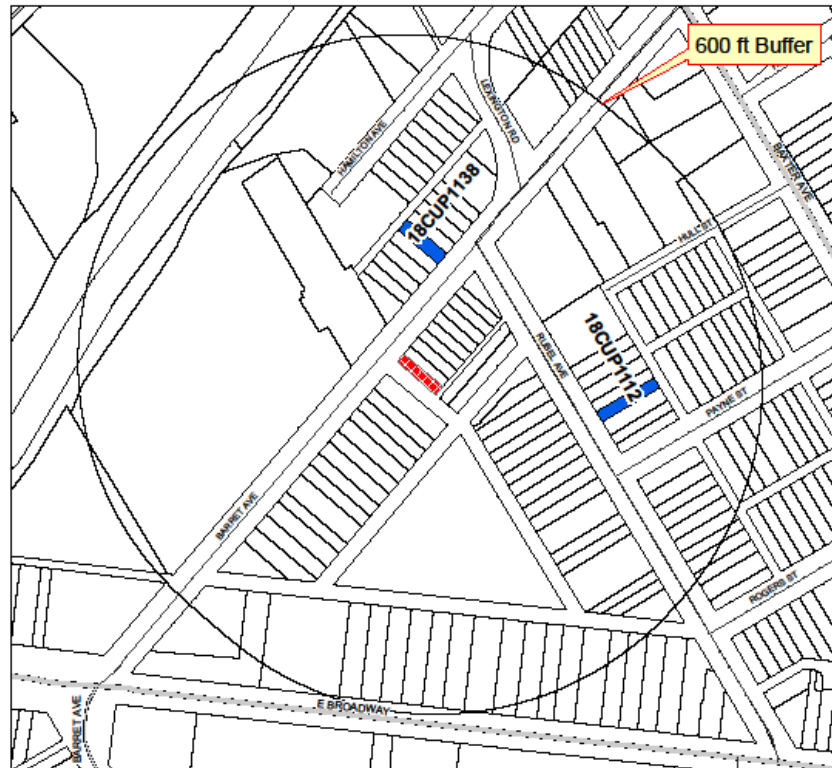 600 ft Buffer
LEXINGTON RD
HAMILTON AVE
BAXTER AVE
18CUP1138
HULL ST
RUBEL AVE
18CUP1112
PAYNE ST
BARRET AVE
ROGERS ST
E BROADWAY
BARRET AVE